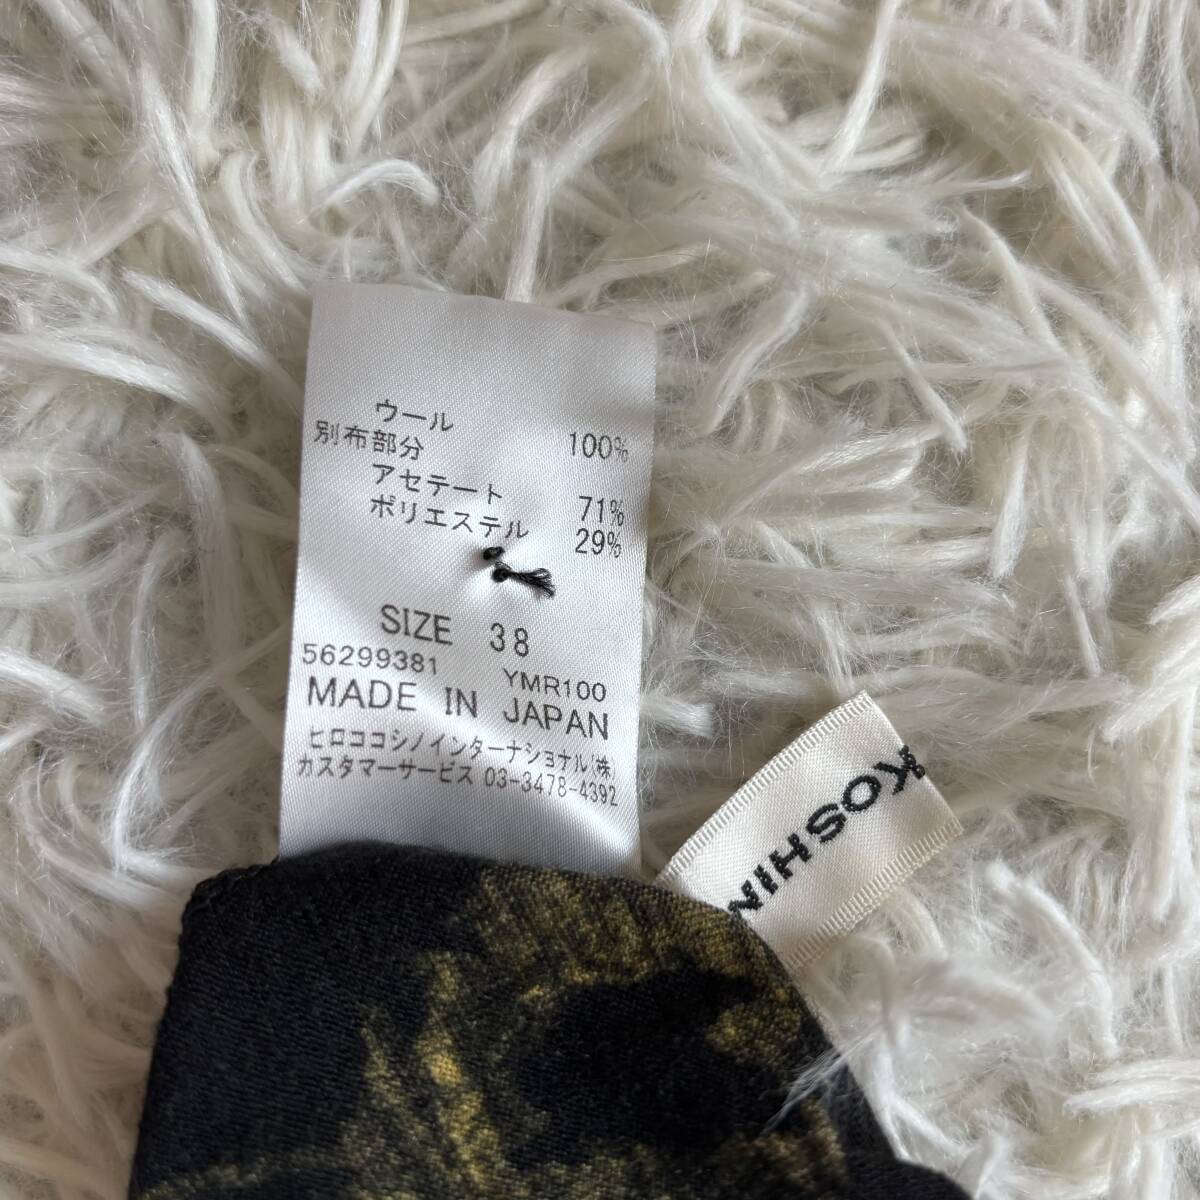 ウール 100%
別布部分
アセテート 71%
ポリエステル 29%
SIZE 38
56299381 YMR100
MADE IN JAPAN
ヒロココシノインターナショナル(株)
カスタマーサービス 03-3478-4392
KOSHIN